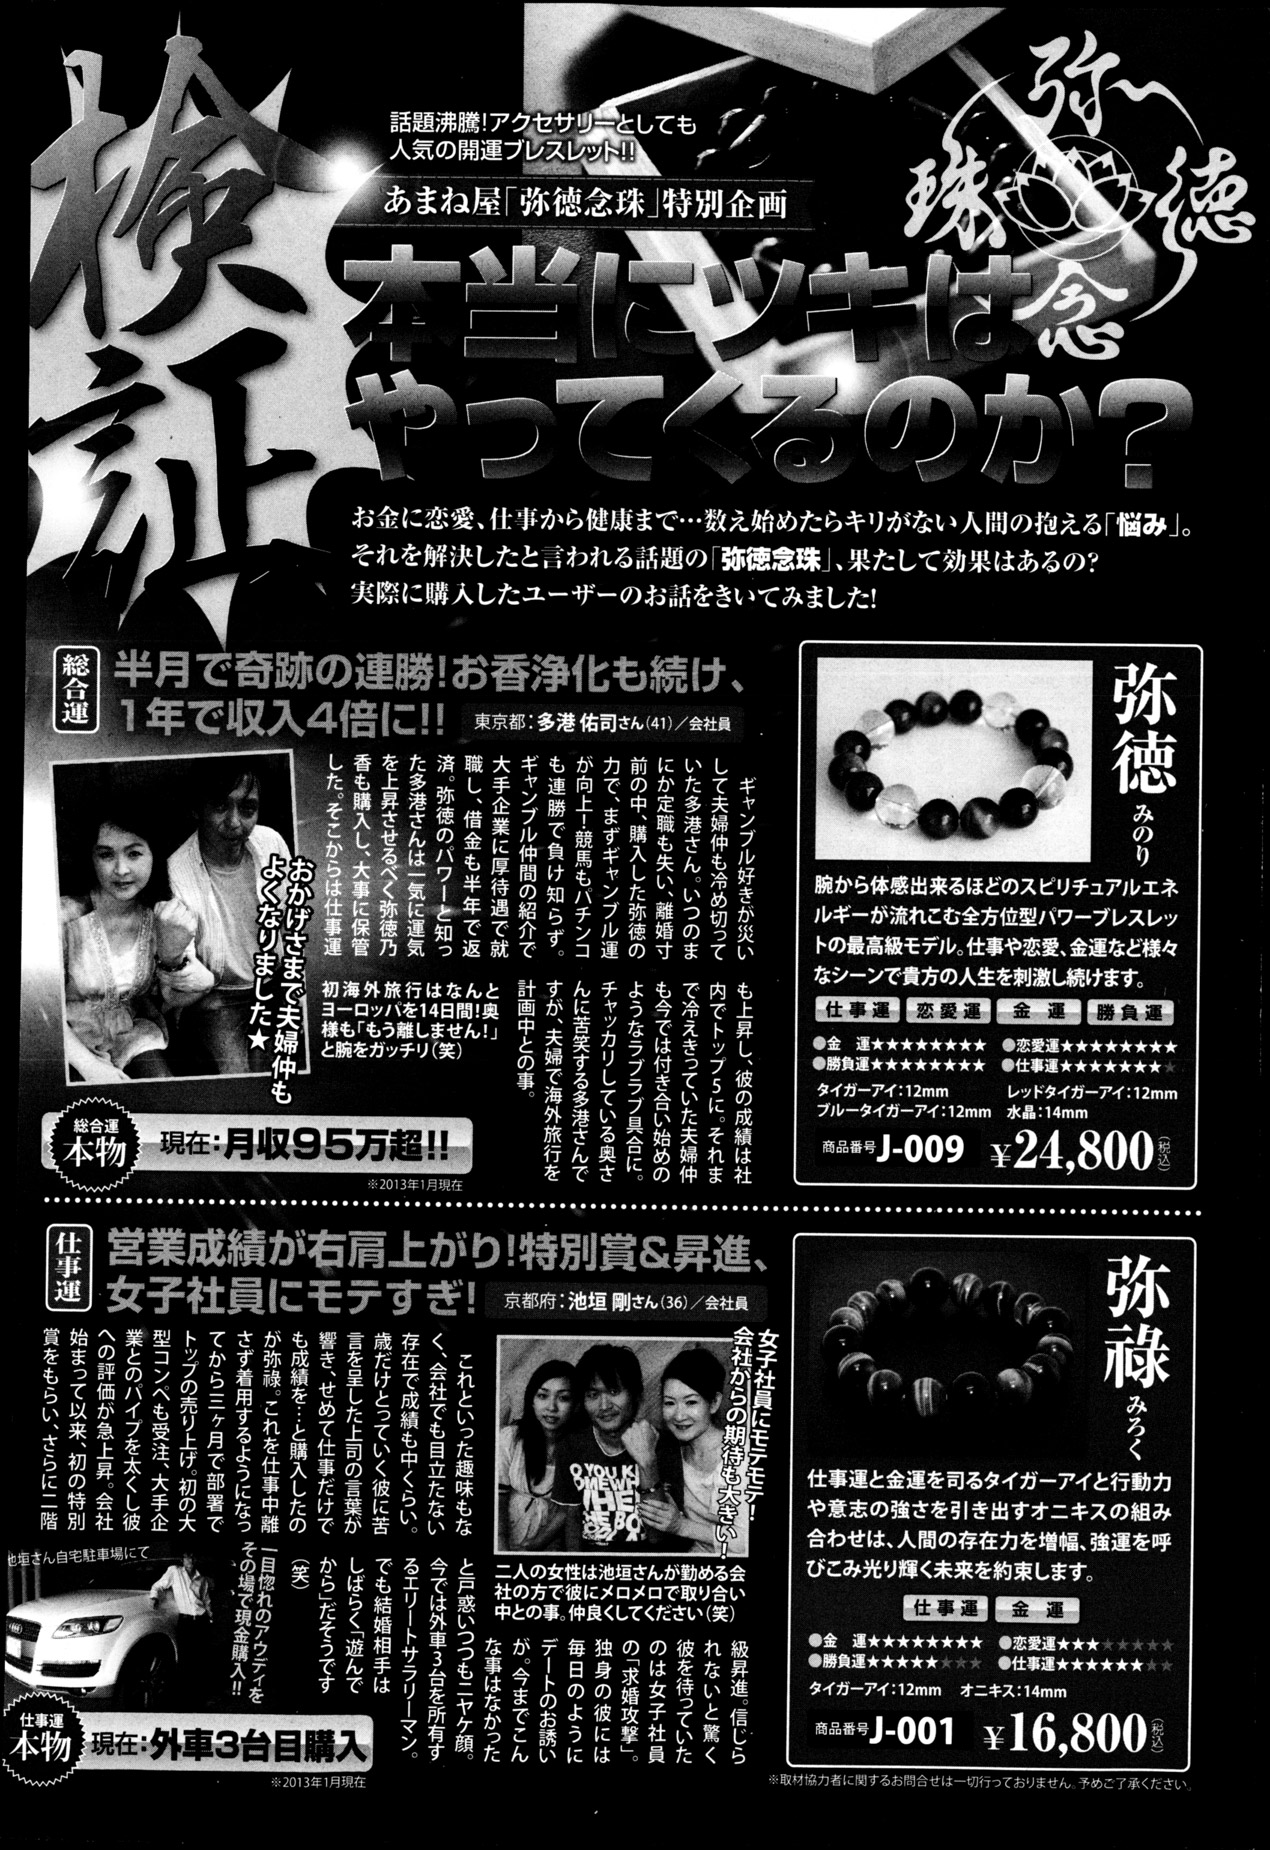 検証
話題沸騰!アクセサリーとしても
人気の開運ブレスレット!!
あまね屋「弥徳念珠」特別企画
弥徳念珠
本当にツキは
やってくるのか?
お金に恋愛、仕事から健康まで…数え始めたらキリがない人間の抱える「悩み」。
それを解決したと言われる話題の「弥徳念珠」、果たして効果はあるの?
実際に購入したユーザーのお話をきいてみました!
総合運
半月で奇跡の連勝!お香浄化も続け、
1年で収入4倍に!!
東京都:多港 佑司さん(41)/会社員
ギャンブル好きが災い
して夫婦仲も冷め切って
いた多港さん。いつのま
にか定職も失い、離婚寸
前の中、購入した弥徳の
力で、まずギャンブル運
が向上!競馬もパチンコ
も連勝で負け知らず。
ギャンブル仲間の紹介で
大手企業に厚待遇で就
職し、借金も半年で返
済。弥徳のパワーと知っ
た多港さんは一気に運気
を上昇させるべく弥徳乃
香も購入し、大事に保管
した。そこからは仕事運
も上昇し、彼の成績は社
内でトップ5に。それま
で冷えきっていた夫婦仲
も今では付き合い始めの
ようなラブラブ具合に。
チャッカリしている奥さ
んに苦笑する多港さんで
すが、夫婦で海外旅行を
計画中との事。
おかげさまで夫婦仲も
よくなりました★
初海外旅行はなんと
ヨーロッパを14日間!奥
様も「もう離しません!」
と腕をガッチリ(笑)
総合運
本物
現在:月収95万超!!
※2013年1月現在
弥徳
みのり
腕から体感出来るほどのスピリチュアルエネ
ルギーが流れこむ全方位型パワーブレスレッ
トの最高級モデル。仕事や恋愛、金運など様々
なシーンで貴方の人生を刺激し続けます。
仕事運 恋愛運 金運 勝負運
●金 運★★★★★★★★ ●恋愛運★★★★★★★★
●勝負運★★★★★★★★ ●仕事運★★★★★★★★
タイガーアイ:12mm レッドタイガーアイ:12mm
ブルータイガーアイ:12mm 水晶:14mm
商品番号 J-009 ¥24,800(税込)
仕事運
営業成績が右肩上がり!特別賞&昇進、
女子社員にモテすぎ!
京都府:池垣 剛さん(36)/会社員
これといった趣味もな
く、会社でも目立たない
存在で成績も中くらい。
歳だけとっていく彼に苦
言を呈した上司の言葉が
響き、せめて仕事だけで
も成績を…と購入したの
が弥禄。これを仕事中離
さず着用するようになっ
てから三ヶ月で部署で
トップの売り上げ。初の大
型コンペも受注、大手企
業とのパイプを太くし彼
への評価が急上昇。会社
始まって以来、初の特別
賞をもらい、さらに二階
級昇進。信じら
れないと驚く
彼を待っていた
のは女子社員
の「求婚攻撃」。
独身の彼には
毎日のように
デートのお誘い
が。今までこん
な事はなかった
と戸惑いつつもニヤケ顔。
今では外車3台を所有す
るエリートサラリーマン。
でも結婚相手は
しばらく「遊んで
から」だそうです
(笑)
女子社員にモテモテ!
会社からの期待も大きい!
二人の女性は池垣さんが勤める会
社の方で彼にメロメロで取り合い
中との事。仲良くしてください(笑)
池垣さん自宅駐車場にて
一目惚れのアウディを
その場で現金購入!!
仕事運
本物
現在:外車3台目購入
※2013年1月現在
弥禄
みろく
仕事運と金運を司るタイガーアイと行動力
や意志の強さを引き出すオニキスの組み
合わせは、人間の存在力を増幅、強運を呼
びこみ光り輝く未来を約束します。
仕事運 金運
●金 運★★★★★★★★ ●恋愛運★★★★★★★★
●勝負運★★★★★★★★ ●仕事運★★★★★★★★
タイガーアイ:12mm オニキス:14mm
商品番号 J-001 ¥16,800(税込)
※取材協力者に関するお問合せは一切行っておりません。予めご了承ください。